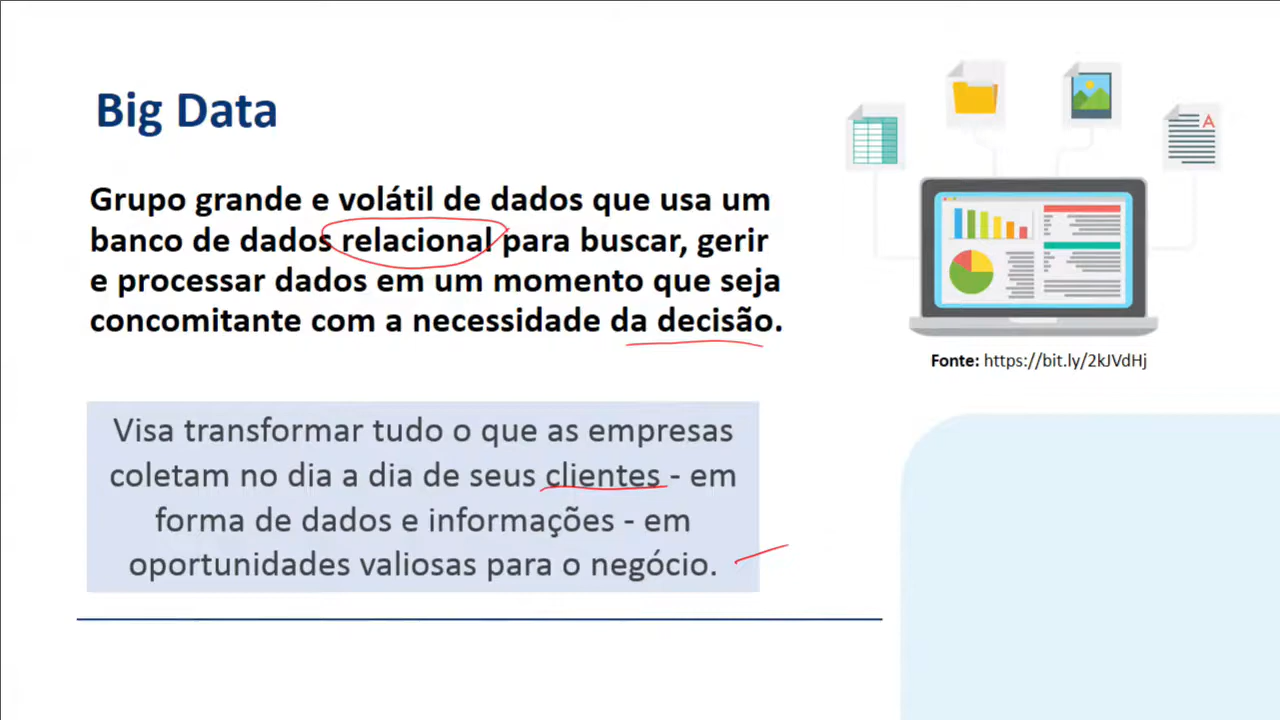 Big Data
Grupo grande e volátil de dados que usa um
banco de dados relacional para buscar, gerir
e processar dados em um momento que seja
concomitante com a necessidade da decisão.
A
Fonte: https://bit.ly/2kJVdHj
Visa transformar tudo o que as empresas
coletam no dia a dia de seus clientes - em
forma de dados e informações - em
oportunidades valiosas para o negócio.